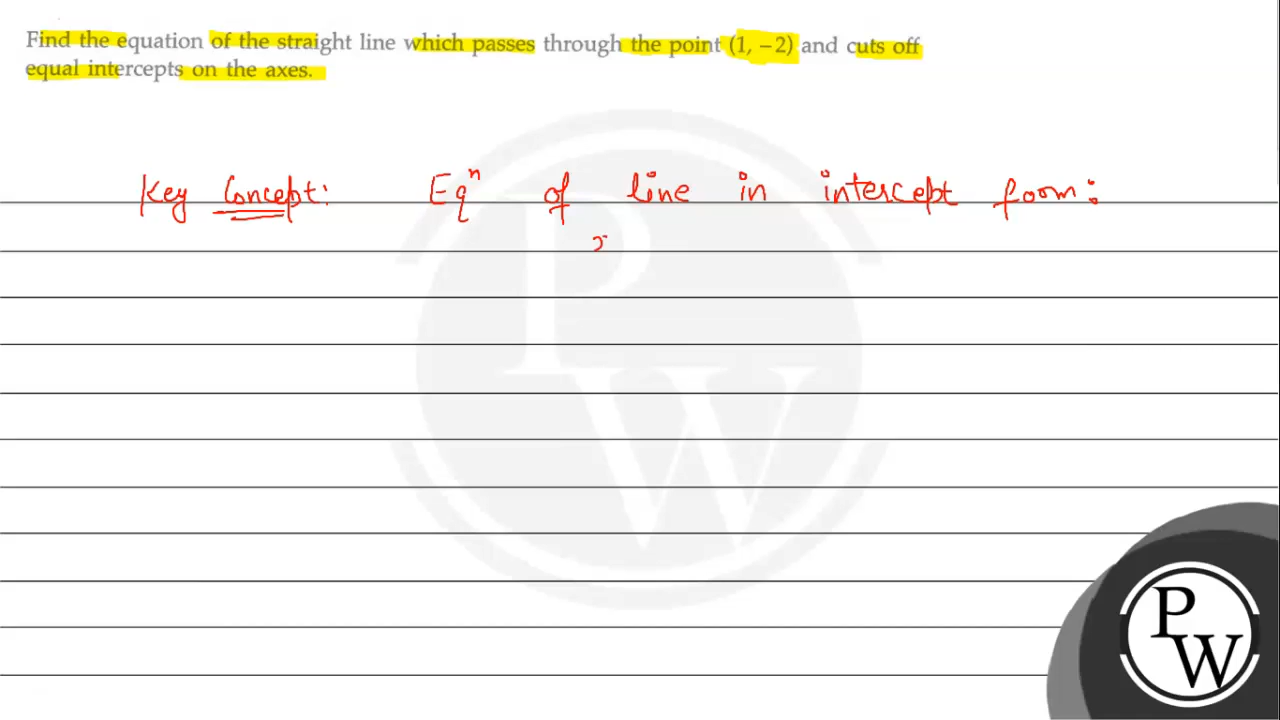 Find the equation of the straight line which passes through the point (1, −2) and cuts off
equal intercepts on the axes.
Key Concept: Eqⁿ of line in intercept form:
x
P
W
P
W